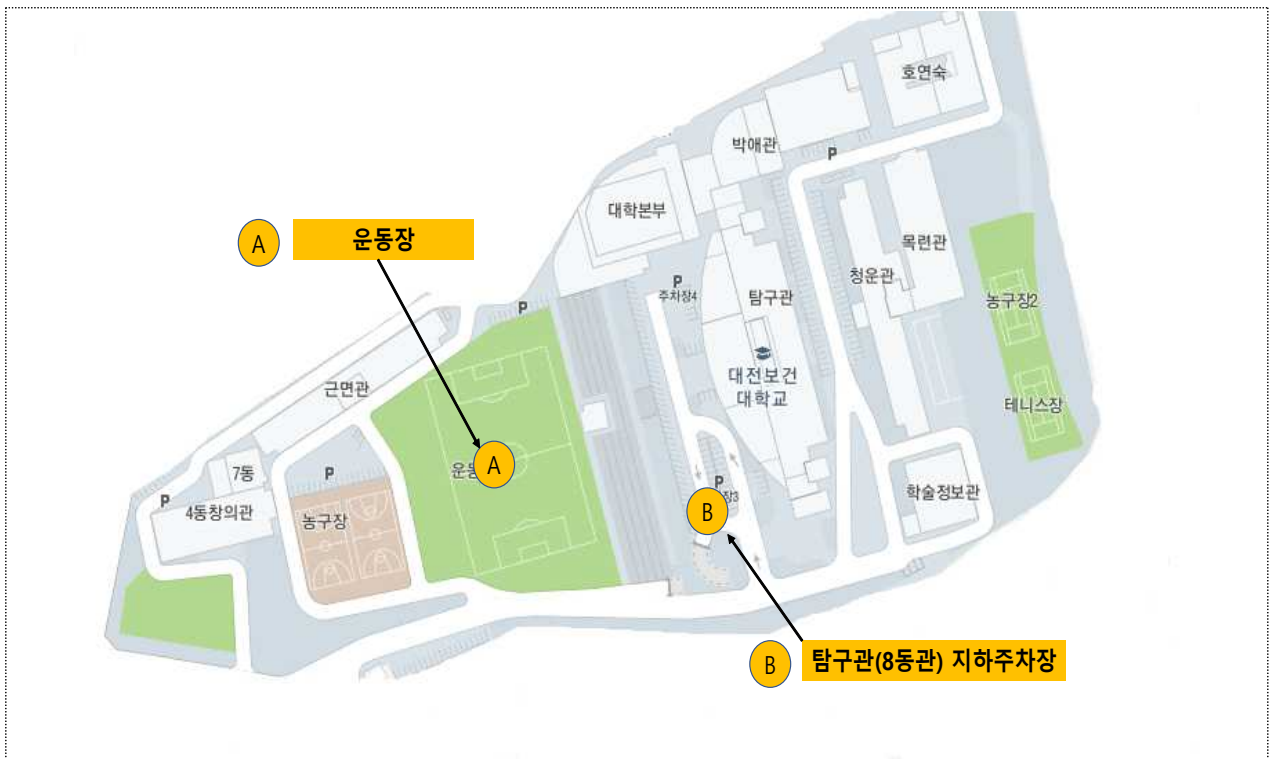 호연숙
박애관
P
대학본부
A
운동장
목련관
청운관
P
주차장4
탐구관
농구장2
P
대전보건
대학교
근면관
테니스장
A
7동
P
P
P
학술정보관
4동창의관
농구장
B
탐구관(8동관) 지하주차장
B